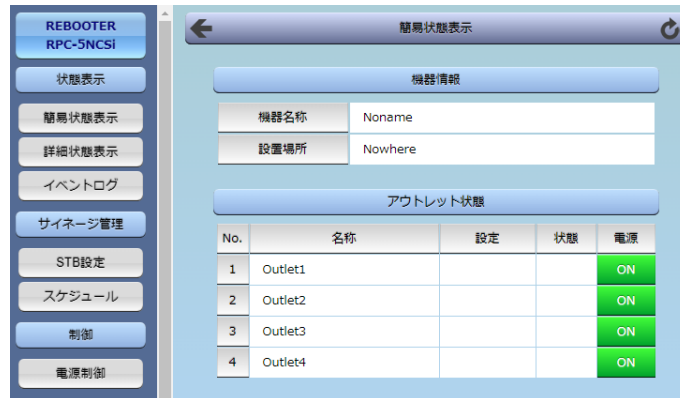 REBOOTER
RPC-5NCSi
状態表示
簡易状態表示
詳細状態表示
イベントログ
サイネージ管理
STB設定
スケジュール
制御
電源制御
簡易状態表示
機器情報
機器名称 Noname
設置場所 Nowhere
アウトレット状態
No. 名称 設定 状態 電源
1 Outlet1 ON
2 Outlet2 ON
3 Outlet3 ON
4 Outlet4 ON